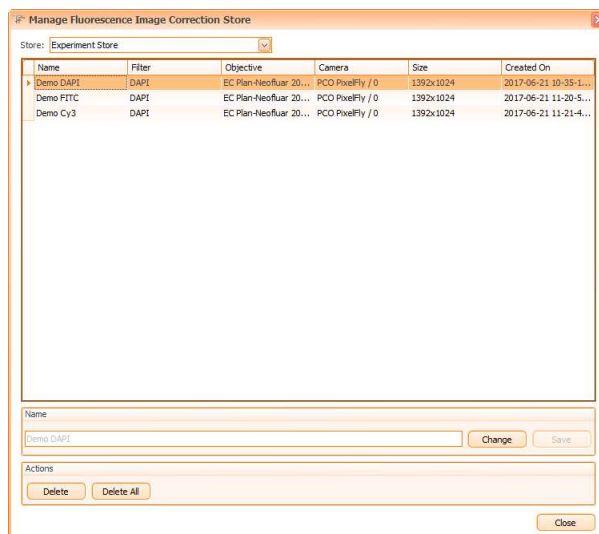 Manage Fluorescence Image Correction Store
Store: Experiment Store
Name Filter Objective Camera Size Created On
Demo DAPI DAPI EC Plan-Neofluar 20... PCO PixelFly / 0 1392x1024 2017-06-21 10-35-1...
Demo FITC DAPI EC Plan-Neofluar 20... PCO PixelFly / 0 1392x1024 2017-06-21 11-20-5...
Demo Cy3 DAPI EC Plan-Neofluar 20... PCO PixelFly / 0 1392x1024 2017-06-21 11-21-4...
Name
Demo DAPI Change Save
Actions
Delete Delete All
Close